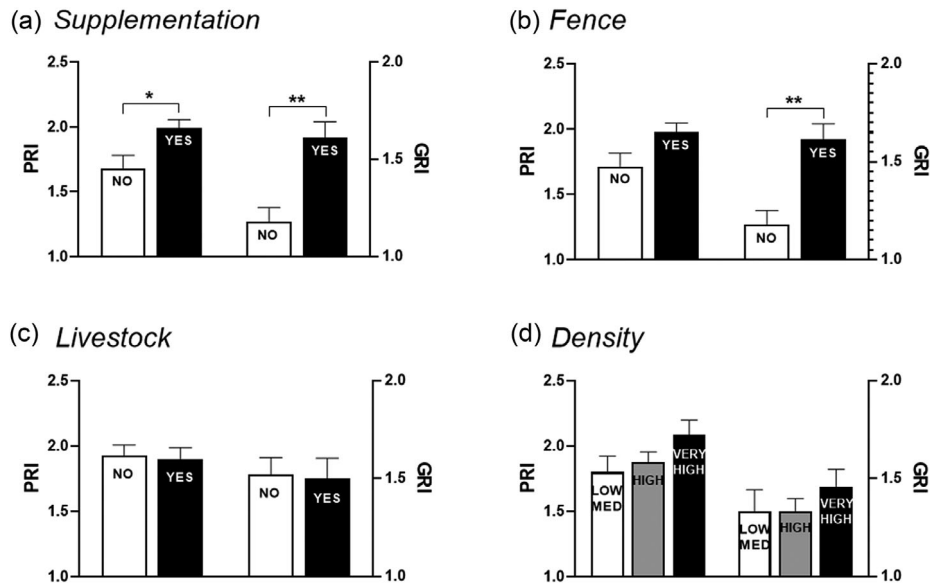 (a) Supplementation
2.5
2.0
1.5
1.0
PRI
*
NO
YES
**
NO
YES
2.0
1.5
1.0
GRI
(b) Fence
2.5
2.0
1.5
1.0
PRI
NO
YES
**
NO
YES
2.0
1.5
1.0
GRI
(c) Livestock
2.5
2.0
1.5
1.0
PRI
NO
YES
NO
YES
2.0
1.5
1.0
GRI
(d) Density
2.5
2.0
1.5
1.0
PRI
LOW
MED
HIGH
VERY
HIGH
LOW
MED
HIGH
VERY
HIGH
2.0
1.5
1.0
GRI